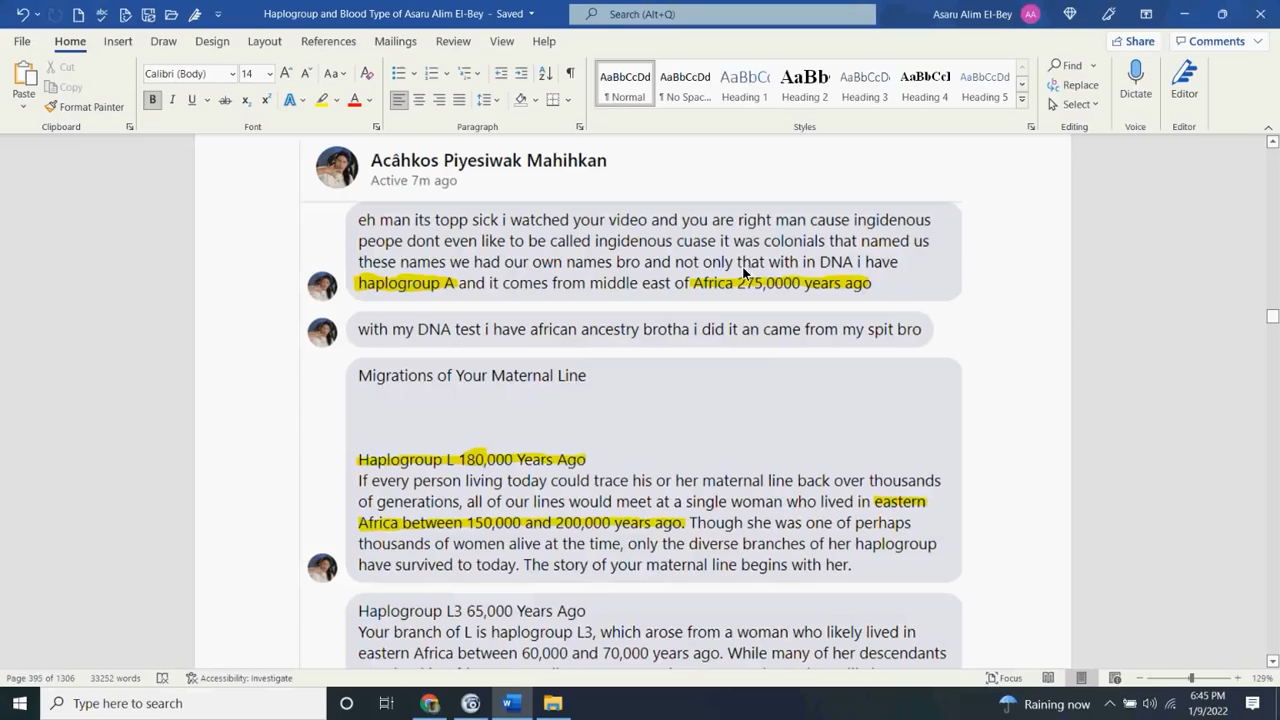 Haplogroup and Blood Type of Asaru Alim El-Bey - Saved
Search (Alt+Q)
Asaru Alim El-Bey
AA
File Home Insert Draw Design Layout References Mailings Review View Help
Share
Comments
Paste
Cut
Copy
Format Painter
Clipboard
Calibri (Body)
14
Font
Paragraph
AaBbCcDd
¶ Normal
AaBbCcDd
¶ No Spac...
AaBbCc
Heading 1
AaBb
Heading 2
AaBbCcDd
Heading 3
AaBbCcI
Heading 4
AaBbCcDd
Heading 5
Styles
Find
Replace
Select
Editing
Dictate
Voice
Editor
Editor
Acâhkos Piyesiwak Mahihkan
Active 7m ago
eh man its topp sick i watched your video and you are right man cause ingidenous
peope dont even like to be called ingidenous cuase it was colonials that named us
these names we had our own names bro and not only that with in DNA i have
haplogroup A and it comes from middle east of Africa 275,0000 years ago
with my DNA test i have african ancestry brotha i did it an came from my spit bro
Migrations of Your Maternal Line
Haplogroup L 180,000 Years Ago
If every person living today could trace his or her maternal line back over thousands
of generations, all of our lines would meet at a single woman who lived in eastern
Africa between 150,000 and 200,000 years ago. Though she was one of perhaps
thousands of women alive at the time, only the diverse branches of her haplogroup
have survived to today. The story of your maternal line begins with her.
Haplogroup L3 65,000 Years Ago
Your branch of L is haplogroup L3, which arose from a woman who likely lived in
eastern Africa between 60,000 and 70,000 years ago. While many of her descendants
Page 395 of 1306
33252 words
Accessibility: Investigate
Focus
129%
Type here to search
Raining now
6:45 PM
1/9/2022